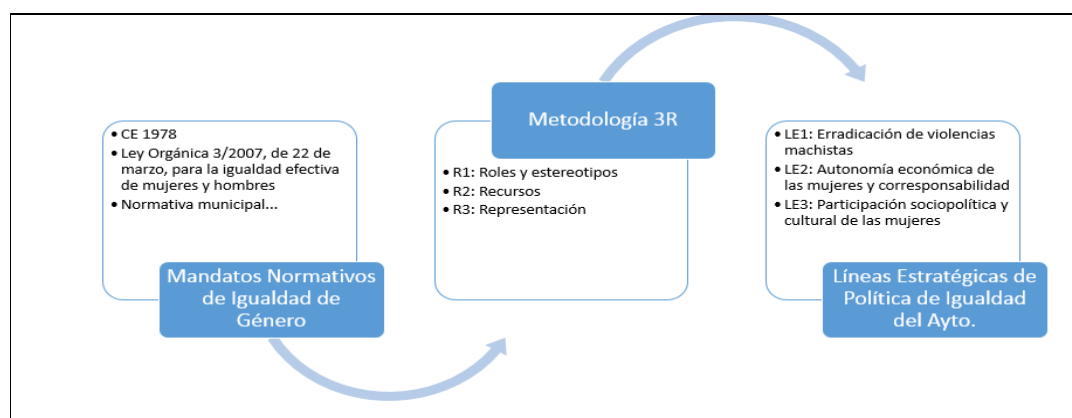 • CE 1978
• Ley Orgánica 3/2007, de 22 de
marzo, para la igualdad efectiva
de mujeres y hombres
• Normativa municipal...
Mandatos Normativos
de Igualdad de
Género
Metodología 3R
• R1: Roles y estereotipos
• R2: Recursos
• R3: Representación
• LE1: Erradicación de violencias
machistas
• LE2: Autonomía económica de
las mujeres y corresponsabilidad
• LE3: Participación sociopolítica y
cultural de las mujeres
Líneas Estratégicas de
Política de Igualdad
del Ayto.